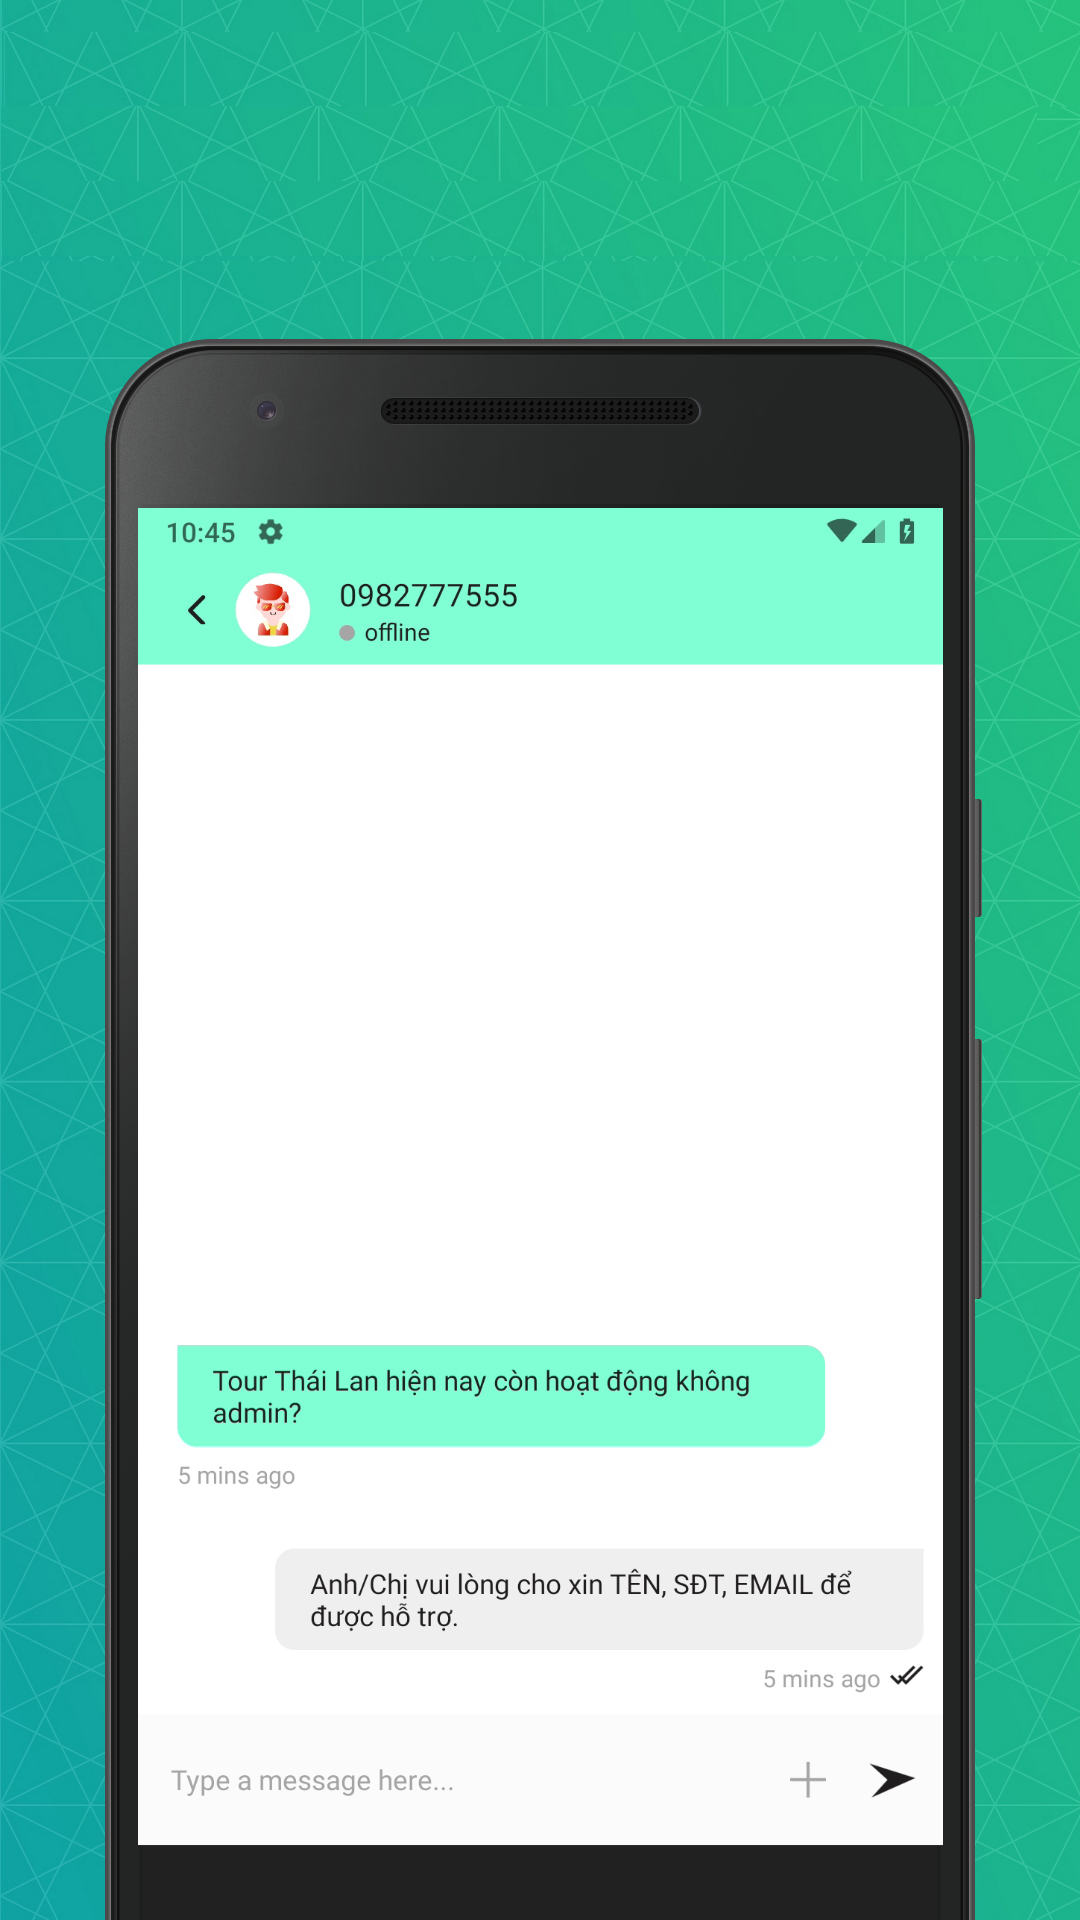 10:45
0982777555
offline
Tour Thái Lan hiện nay còn hoạt động không
admin?
5 mins ago
Anh/Chị vui lòng cho xin TÊN, SĐT, EMAIL để
được hỗ trợ.
5 mins ago
Type a message here...